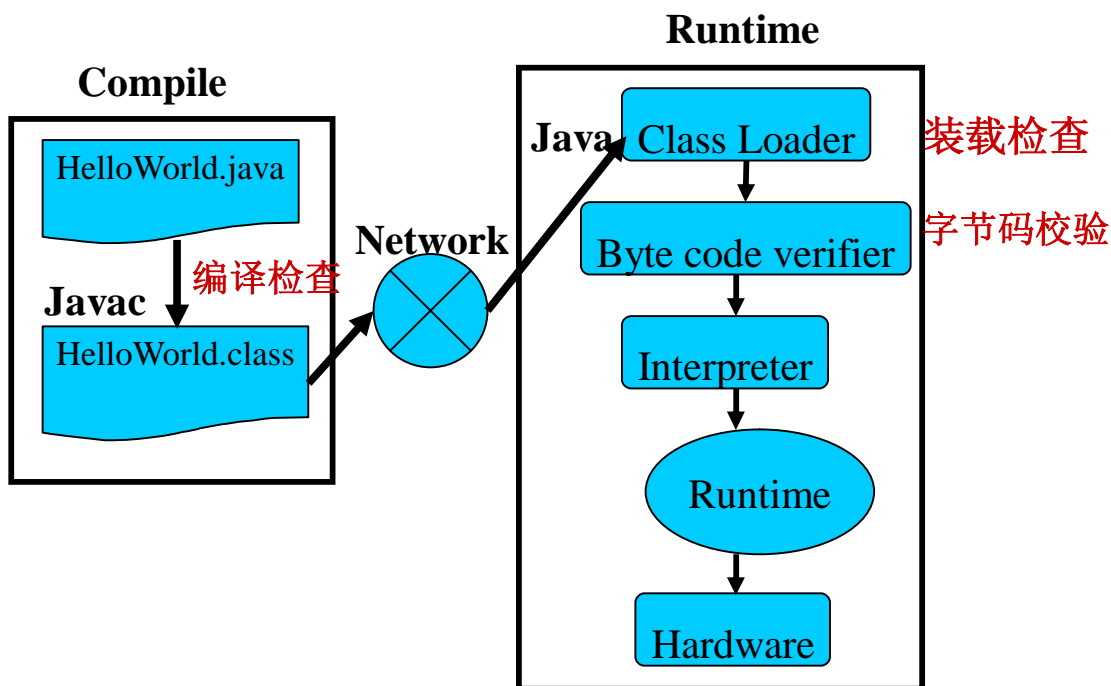 Compile
HelloWorld.java
编译检查
Javac
HelloWorld.class
Network
Runtime
Java
Class Loader
装载检查
Byte code verifier
字节码校验
Interpreter
Runtime
Hardware